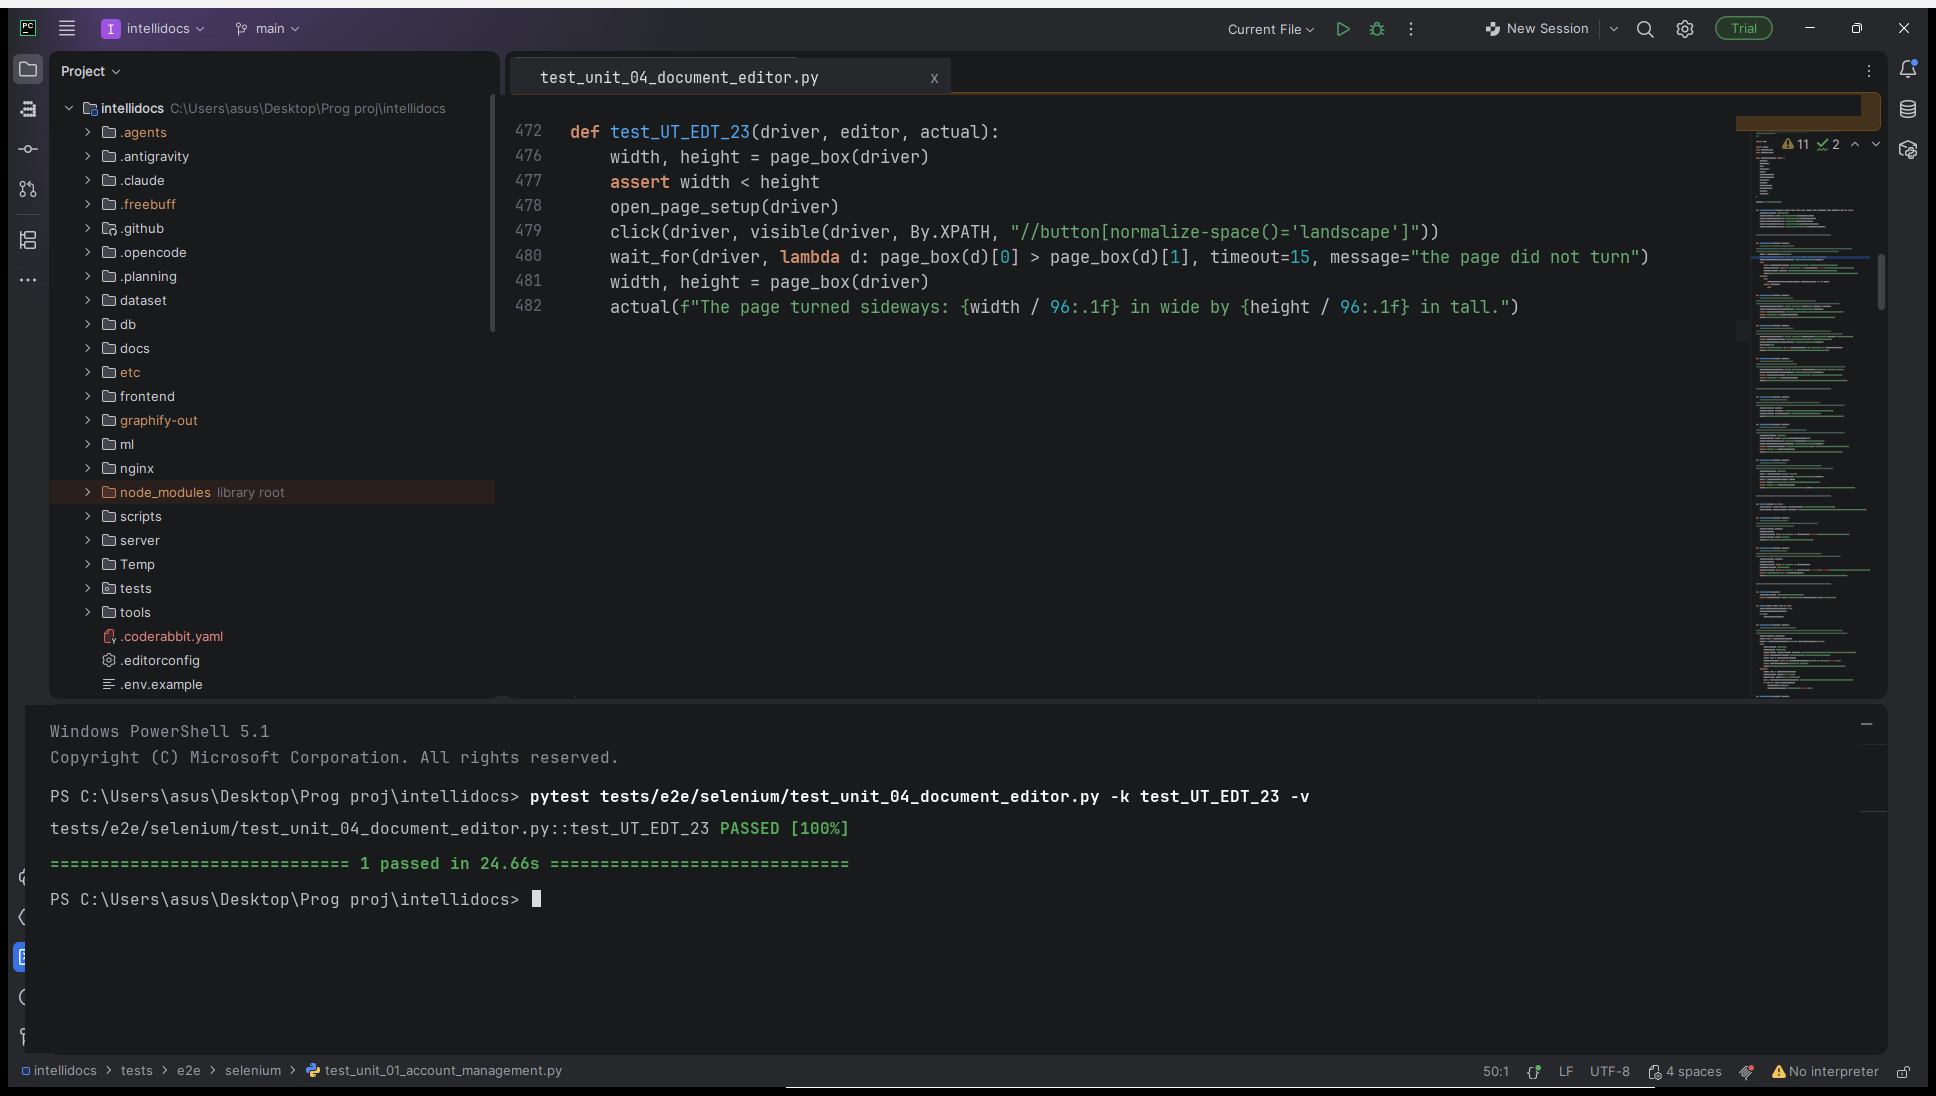 PC
I intellidocs main Current File New Session Trial
Project
intellidocs C:\Users\asus\Desktop\Prog proj\intellidocs
.agents
.antigravity
.claude
.freebuff
.github
.opencode
.planning
dataset
db
docs
etc
frontend
graphify-out
ml
nginx
node_modules library root
scripts
server
Temp
tests
tools
.coderabbit.yaml
.editorconfig
.env.example
test_unit_04_document_editor.py x
11 2
472 def test_UT_EDT_23(driver, editor, actual):
476 width, height = page_box(driver)
477 assert width < height
478 open_page_setup(driver)
479 click(driver, visible(driver, By.XPATH, "//button[normalize-space()='landscape']"))
480 wait_for(driver, lambda d: page_box(d)[0] > page_box(d)[1], timeout=15, message="the page did not turn")
481 width, height = page_box(driver)
482 actual(f"The page turned sideways: {width / 96:.1f} in wide by {height / 96:.1f} in tall.")
Windows PowerShell 5.1
Copyright (C) Microsoft Corporation. All rights reserved.
PS C:\Users\asus\Desktop\Prog proj\intellidocs> pytest tests/e2e/selenium/test_unit_04_document_editor.py -k test_UT_EDT_23 -v
tests/e2e/selenium/test_unit_04_document_editor.py::test_UT_EDT_23 PASSED [100%]
============================== 1 passed in 24.66s ==============================
PS C:\Users\asus\Desktop\Prog proj\intellidocs>
intellidocs > tests > e2e > selenium > test_unit_01_account_management.py 50:1 LF UTF-8 4 spaces No interpreter